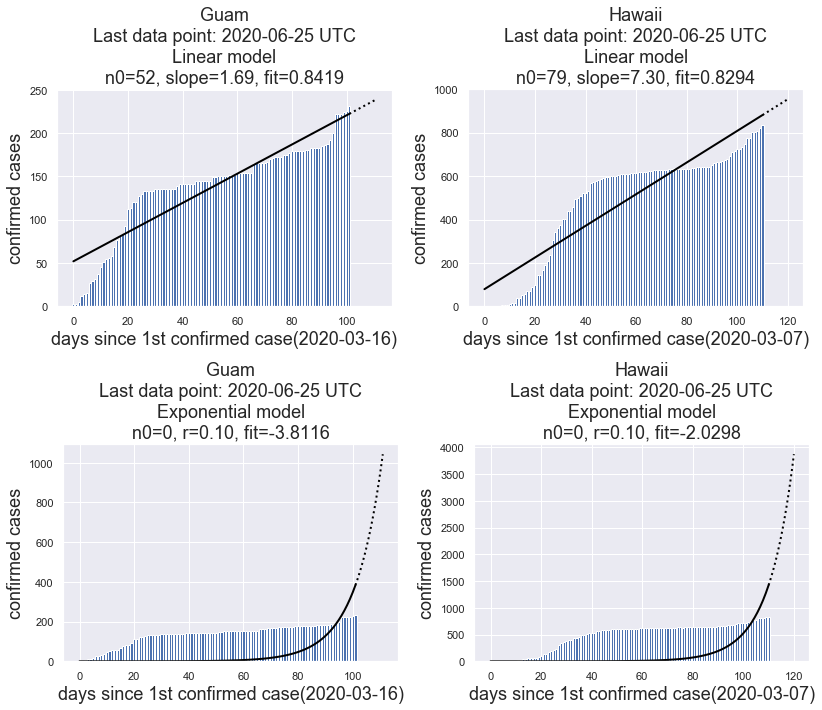 Guam
Last data point: 2020-06-25 UTC
Linear model
n0=52, slope=1.69, fit=0.8419
250
200
150
100
50
0
confirmed cases
0 20 40 60 80 100
days since 1st confirmed case(2020-03-16)
Hawaii
Last data point: 2020-06-25 UTC
Linear model
n0=79, slope=7.30, fit=0.8294
1000
800
600
400
200
0
confirmed cases
0 20 40 60 80 100 120
days since 1st confirmed case(2020-03-07)
Guam
Last data point: 2020-06-25 UTC
Exponential model
n0=0, r=0.10, fit=-3.8116
1000
800
600
400
200
0
confirmed cases
0 20 40 60 80 100
days since 1st confirmed case(2020-03-16)
Hawaii
Last data point: 2020-06-25 UTC
Exponential model
n0=0, r=0.10, fit=-2.0298
4000
3500
3000
2500
2000
1500
1000
500
0
confirmed cases
0 20 40 60 80 100 120
days since 1st confirmed case(2020-03-07)